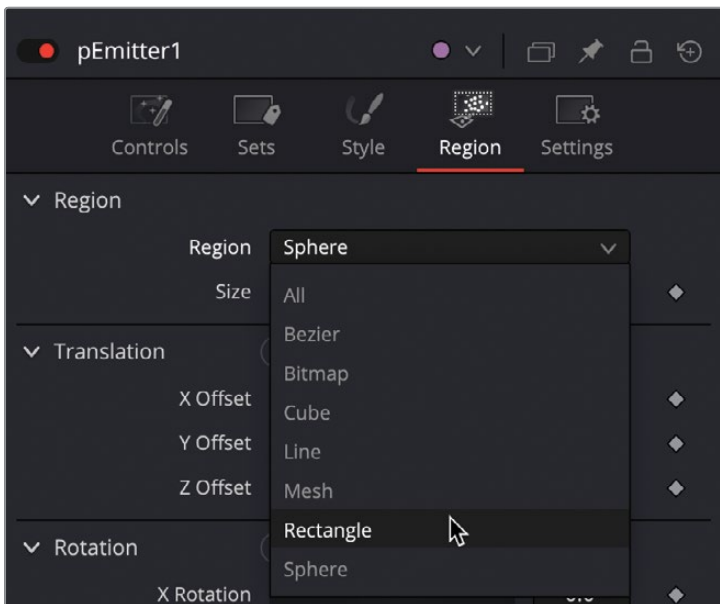 pEmitter1
Controls Sets Style Region Settings
Region
Region Sphere
Size
All
Bezier
Bitmap
Translation
X Offset
Cube
Y Offset
Line
Z Offset
Mesh
Rectangle
Rotation
Sphere
X Rotation